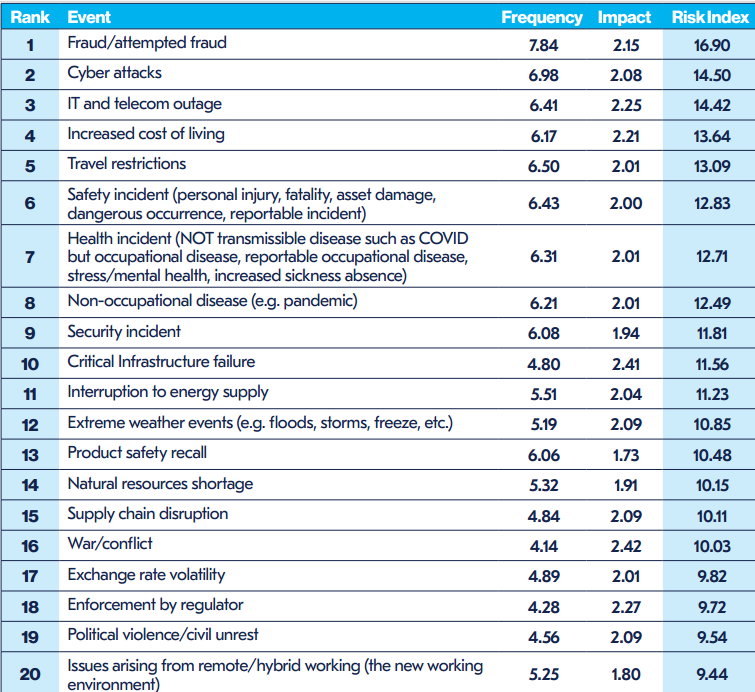 Rank Event Frequency Impact Risk Index
1 Fraud/attempted fraud 7.84 2.15 16.90
2 Cyber attacks 6.98 2.08 14.50
3 IT and telecom outage 6.41 2.25 14.42
4 Increased cost of living 6.17 2.21 13.64
5 Travel restrictions 6.50 2.01 13.09
6 Safety incident (personal injury, fatality, asset damage,
dangerous occurrence, reportable incident) 6.43 2.00 12.83
7 Health incident (NOT transmissible disease such as COVID
but occupational disease, reportable occupational disease,
stress/mental health, increased sickness absence) 6.31 2.01 12.71
8 Non-occupational disease (e.g. pandemic) 6.21 2.01 12.49
9 Security incident 6.08 1.94 11.81
10 Critical Infrastructure failure 4.80 2.41 11.56
11 Interruption to energy supply 5.51 2.04 11.23
12 Extreme weather events (e.g. floods, storms, freeze, etc.) 5.19 2.09 10.85
13 Product safety recall 6.06 1.73 10.48
14 Natural resources shortage 5.32 1.91 10.15
15 Supply chain disruption 4.84 2.09 10.11
16 War/conflict 4.14 2.42 10.03
17 Exchange rate volatility 4.89 2.01 9.82
18 Enforcement by regulator 4.28 2.27 9.72
19 Political violence/civil unrest 4.56 2.09 9.54
20 Issues arising from remote/hybrid working (the new working
environment) 5.25 1.80 9.44